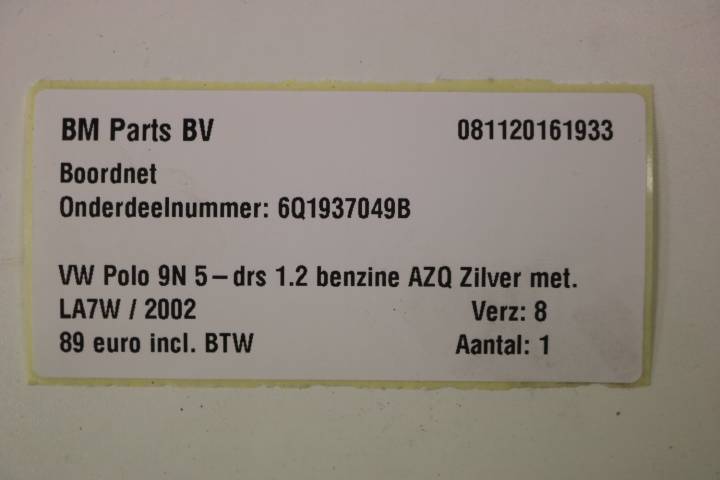 BM Parts BV 081120161933
Boordnet
Onderdeelnummer: 6Q1937049B
VW Polo 9N 5–drs 1.2 benzine AZQ Zilver met.
LA7W / 2002 Verz: 8
89 euro incl. BTW Aantal: 1